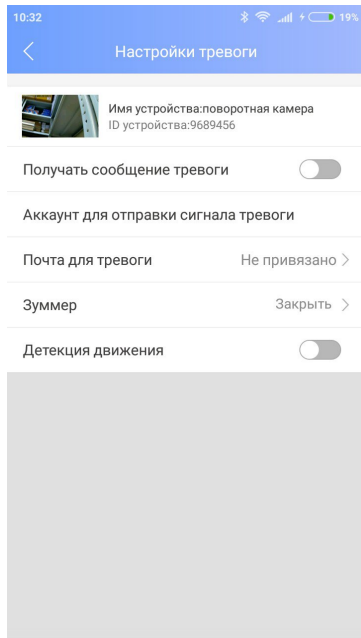 10:32 19%
Настройки тревоги
Имя устройства:поворотная камера
ID устройства:9689456
Получать сообщение тревоги
Аккаунт для отправки сигнала тревоги
Почта для тревоги Не привязано
Зуммер Закрыть
Детекция движения